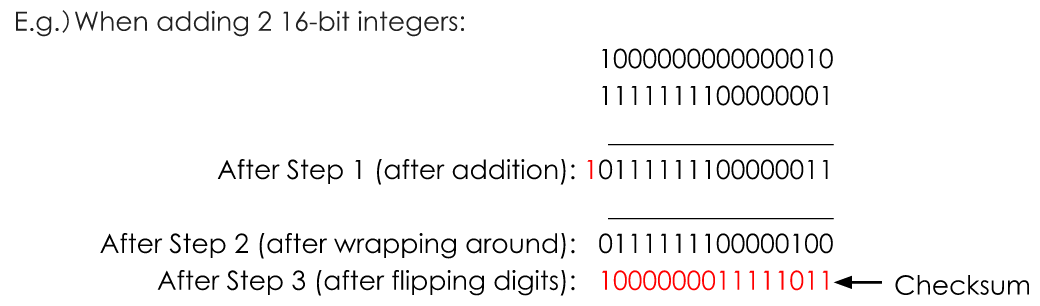 E.g.)When adding 2 16-bit integers:
1000000000000010
1111111100000001
After Step 1 (after addition): 10111111100000011
After Step 2 (after wrapping around): 0111111100000100
After Step 3 (after flipping digits): 1000000011111011 Checksum